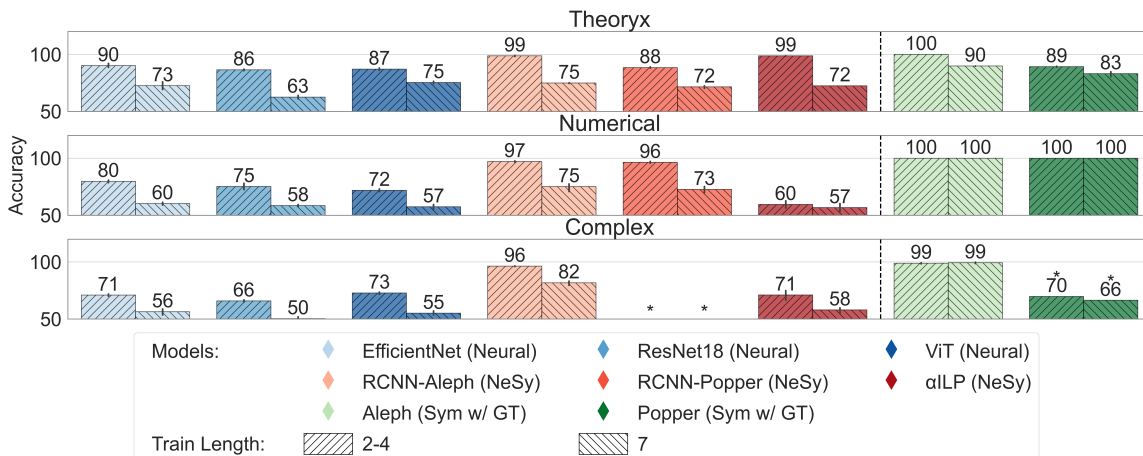 Theoryx
Accuracy
100
50
90 73 86 63 87 75 99 75 88 72 99 72 100 90 89 83
Numerical
100
50
80 60 75 58 72 57 97 75 96 73 60 57 100 100 100 100
Complex
100
50
71 56 66 50 73 55 96 82 * * 71 58 99 99 * 70 * 66
Models: EfficientNet (Neural) ResNet18 (Neural) ViT (Neural)
RCNN-Aleph (NeSy) RCNN-Popper (NeSy) αILP (NeSy)
Aleph (Sym w/ GT) Popper (Sym w/ GT)
Train Length: 2-4 7